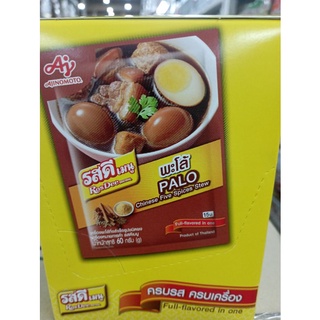 Aj
AJINOMOTO
รสดี เมนู
RosDee
พะโล้
PALO
Chinese Five Spices Stew
Full-flavored in one
Product of Thailand
น้ำหนักสุทธิ 60 กรัม (g)
รสดี เมนู
RosDee
ครบรส ครบเครื่อง
Full-flavored in one